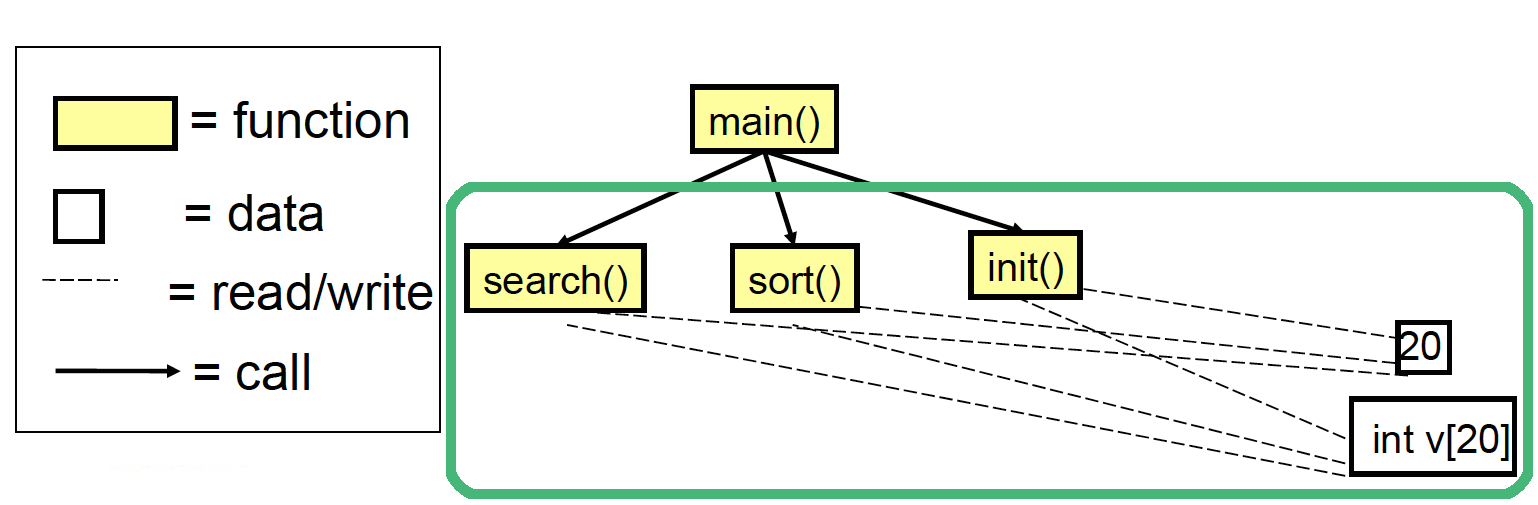 = function
= data
= read/write
= call
main()
search()
sort()
init()
20
int v[20]